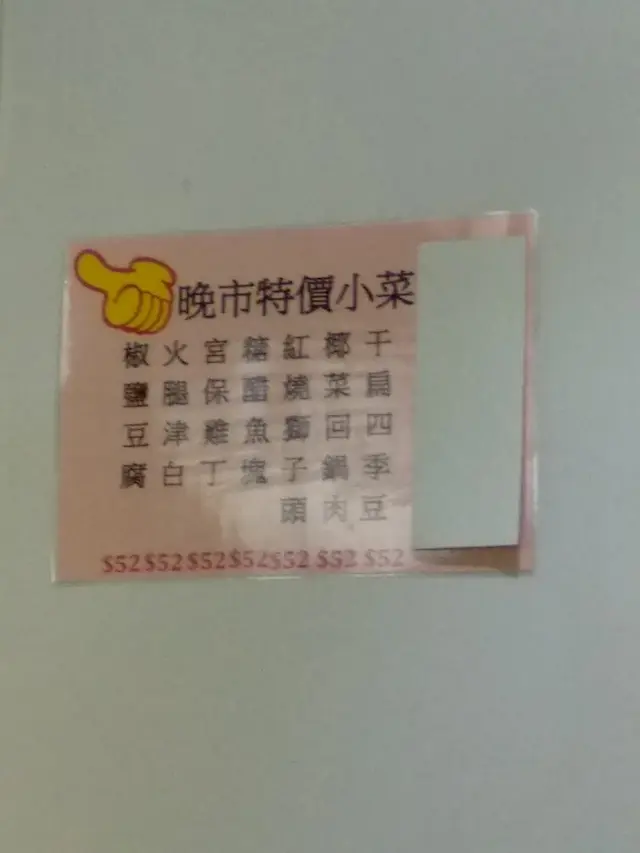 晚市特價小菜
干扁四季豆
椰菜回鍋肉
紅燒獅子頭
糖醋魚塊
宮保雞丁
火腿津白
椒鹽豆腐
$52 $52 $52 $52 $52 $52 $52